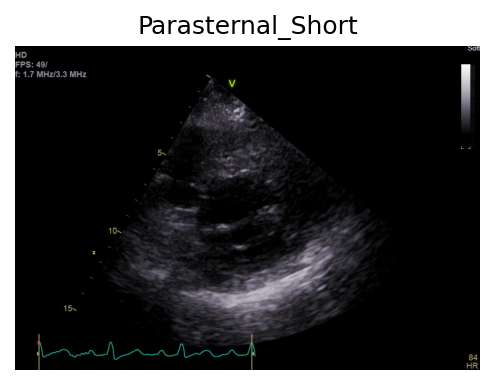 Parasternal_Short
HD
FPS: 49/
f: 1.7 MHz/3.3 MHz
V
5
10
15
84
HR